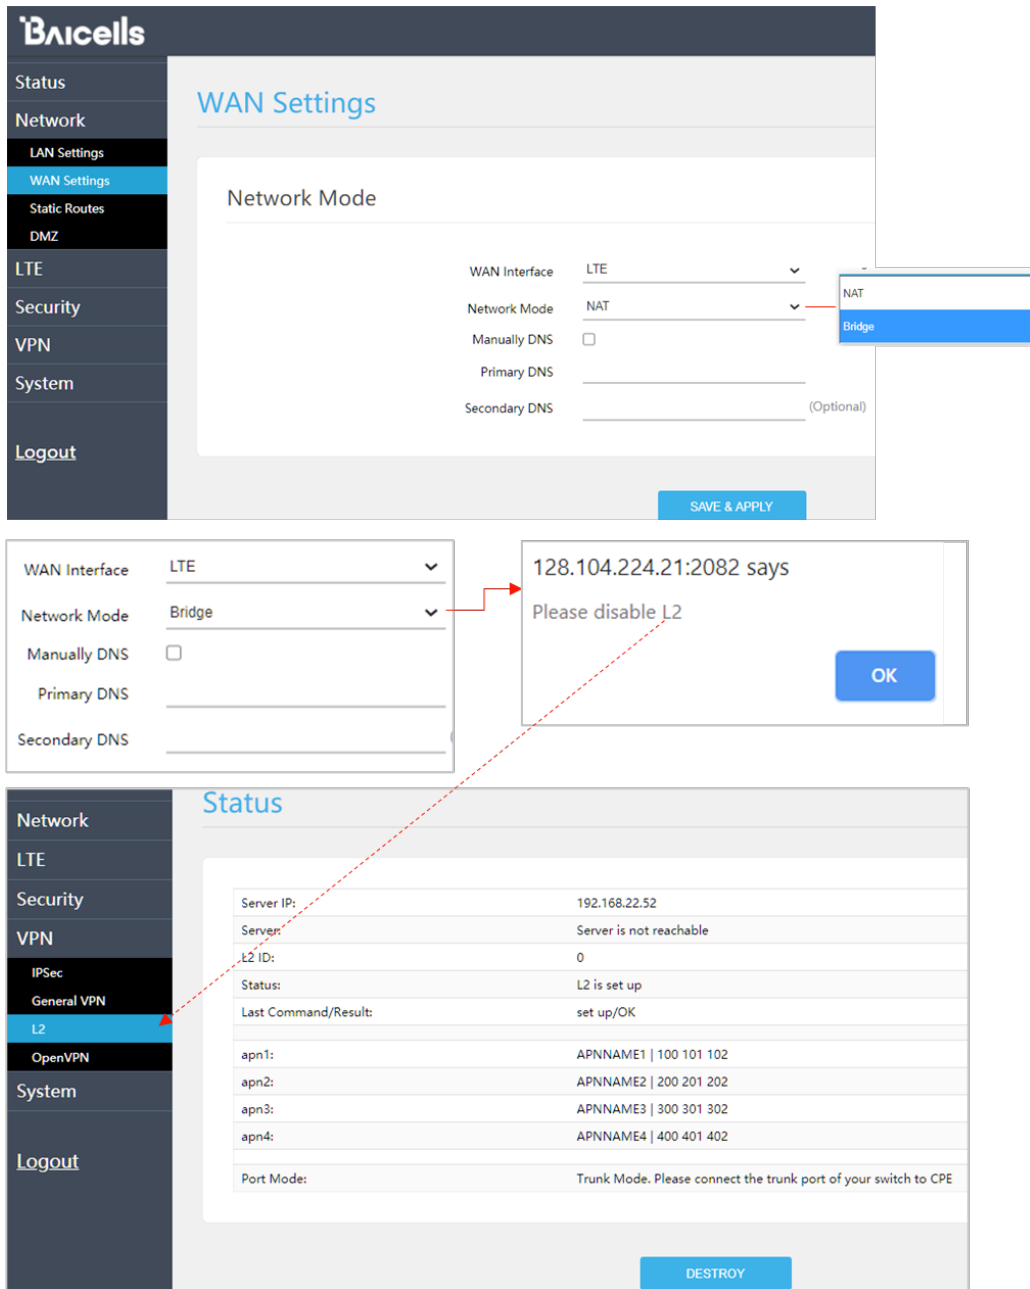 Baicells
Status
Network
LAN Settings
WAN Settings
Static Routes
DMZ
LTE
Security
VPN
System
Logout
WAN Settings
Network Mode
WAN Interface LTE
Network Mode NAT
Manually DNS
Primary DNS
Secondary DNS (Optional)
SAVE & APPLY
NAT
Bridge
WAN Interface LTE
Network Mode Bridge
Manually DNS
Primary DNS
Secondary DNS
128.104.224.21:2082 says
Please disable L2
OK
Network
LTE
Security
VPN
IPSec
General VPN
L2
OpenVPN
System
Logout
Status
Server IP: 192.168.22.52
Server: Server is not reachable
L2 ID: 0
Status: L2 is set up
Last Command/Result: set up/OK
apn1: APNNAME1 | 100 101 102
apn2: APNNAME2 | 200 201 202
apn3: APNNAME3 | 300 301 302
apn4: APNNAME4 | 400 401 402
Port Mode: Trunk Mode. Please connect the trunk port of your switch to CPE
DESTROY